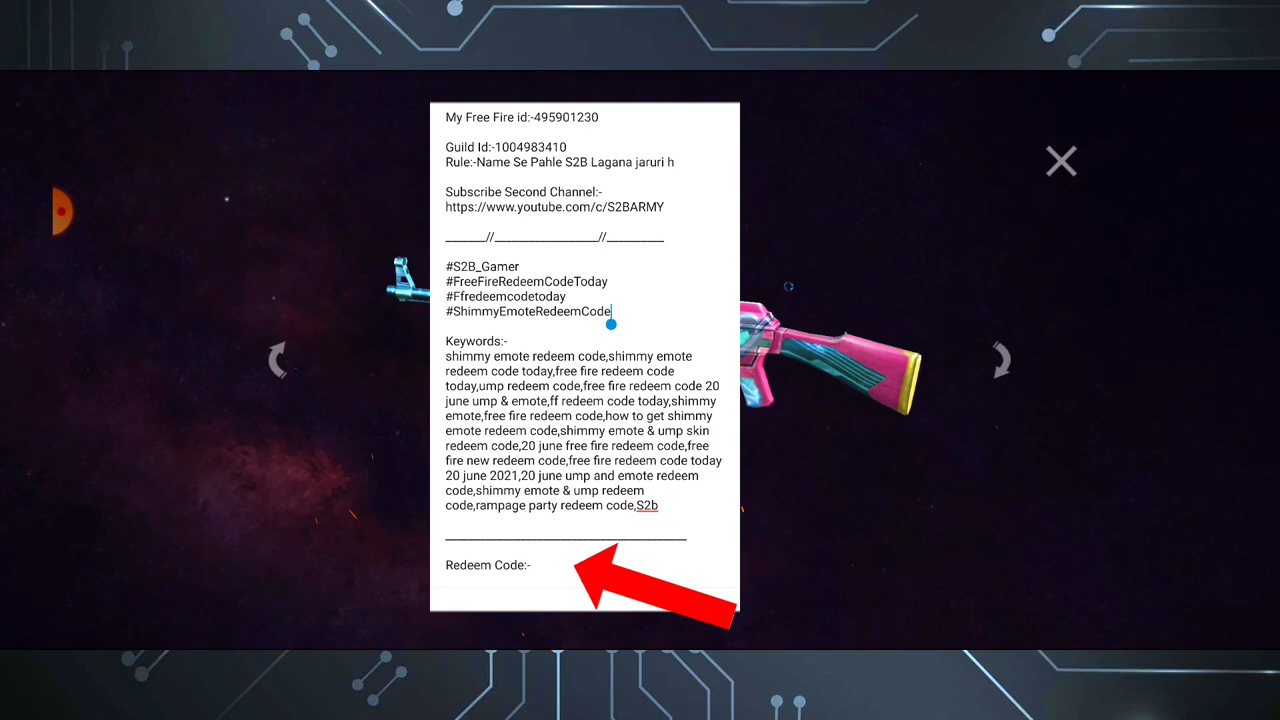 My Free Fire id:-495901230
Guild Id:-1004983410
Rule:-Name Se Pahle S2B Lagana jaruri h
Subscribe Second Channel:-
https://www.youtube.com/c/S2BARMY
_______//__________________//__________
#S2B_Gamer
#FreeFireRedeemCodeToday
#Ffredeemcodetoday
#ShimmyEmoteRedeemCode
Keywords:-
shimmy emote redeem code,shimmy emote
redeem code today,free fire redeem code
today,ump redeem code,free fire redeem code 20
june ump & emote,ff redeem code today,shimmy
emote,free fire redeem code,how to get shimmy
emote redeem code,shimmy emote & ump skin
redeem code,20 june free fire redeem code,free
fire new redeem code,free fire redeem code today
20 june 2021,20 june ump and emote redeem
code,shimmy emote & ump redeem
code,rampage party redeem code,S2b
__________________________________________
Redeem Code:-